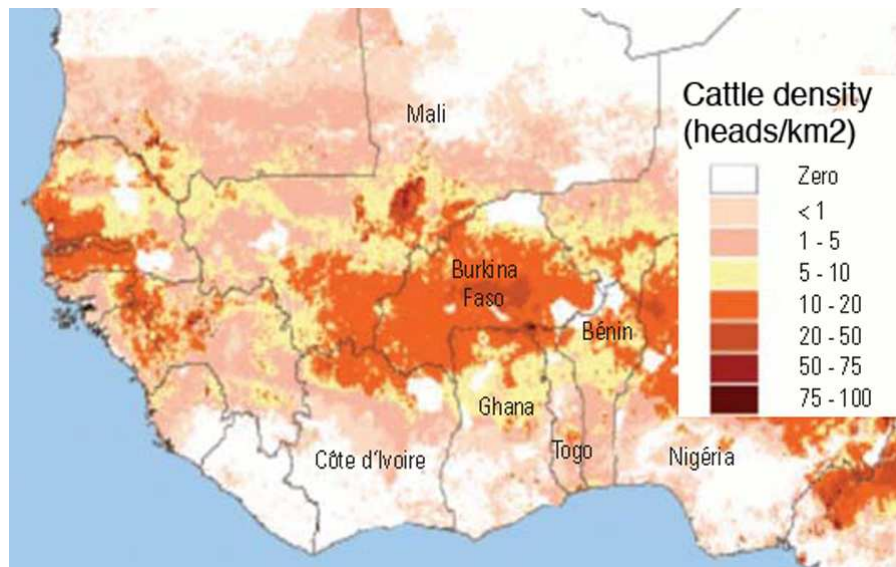 Mali
Cattle density
(heads/km2)
Zero
< 1
1 - 5
5 - 10
10 - 20
20 - 50
50 - 75
75 - 100
Burkina
Faso
Bénin
Ghana
Côte d'Ivoire
Togo
Nigéria